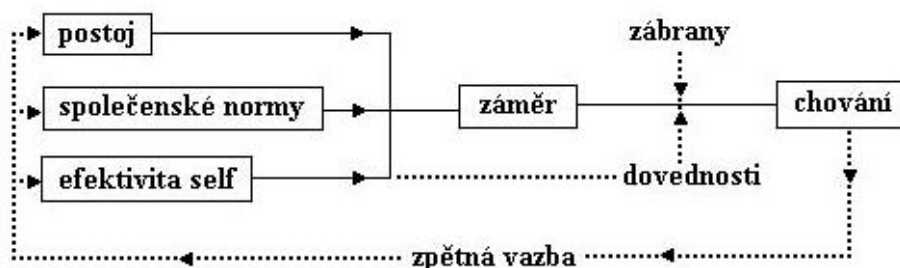 postoj
zábrany
společenské normy
záměr
chování
efektivita self
dovednosti
zpětná vazba